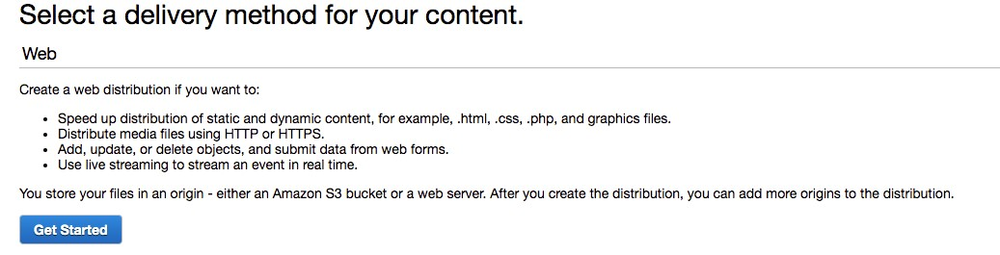 Select a delivery method for your content.
Web
Create a web distribution if you want to:
• Speed up distribution of static and dynamic content, for example, .html, .css, .php, and graphics files.
• Distribute media files using HTTP or HTTPS.
• Add, update, or delete objects, and submit data from web forms.
• Use live streaming to stream an event in real time.
You store your files in an origin - either an Amazon S3 bucket or a web server. After you create the distribution, you can add more origins to the distribution.
Get Started